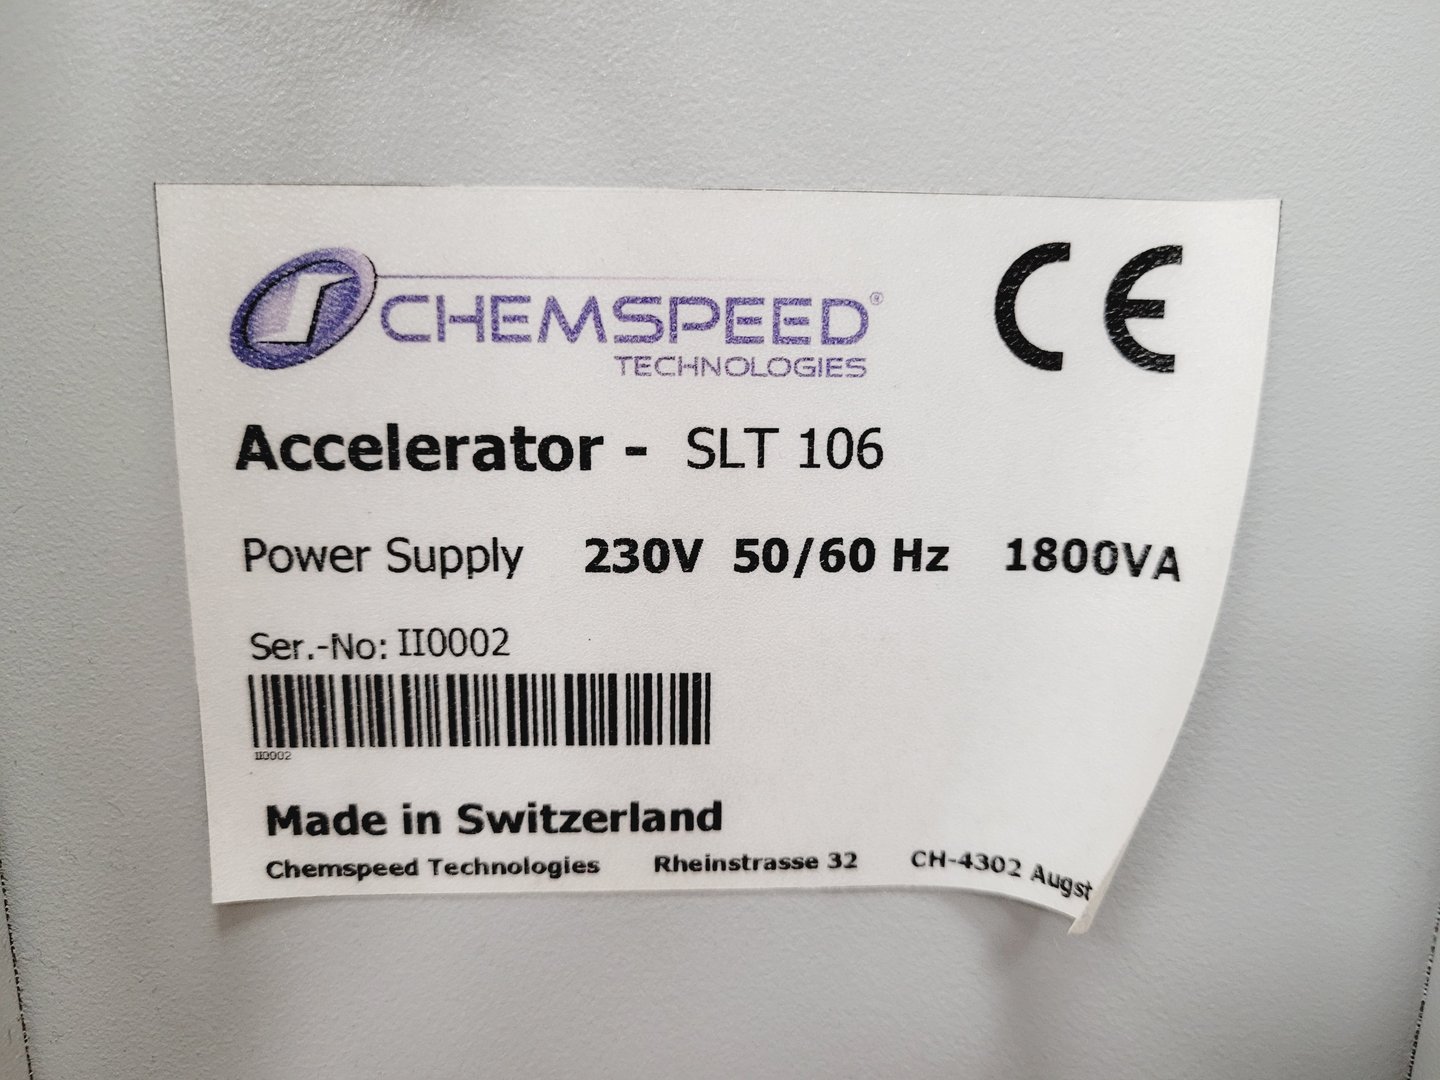 CHEMSPEED®
TECHNOLOGIES
CE
Accelerator - SLT 106
Power Supply 230V 50/60 Hz 1800VA
Ser.-No: II0002
II0002
Made in Switzerland
Chemspeed Technologies Rheinstrasse 32 CH-4302 Augst